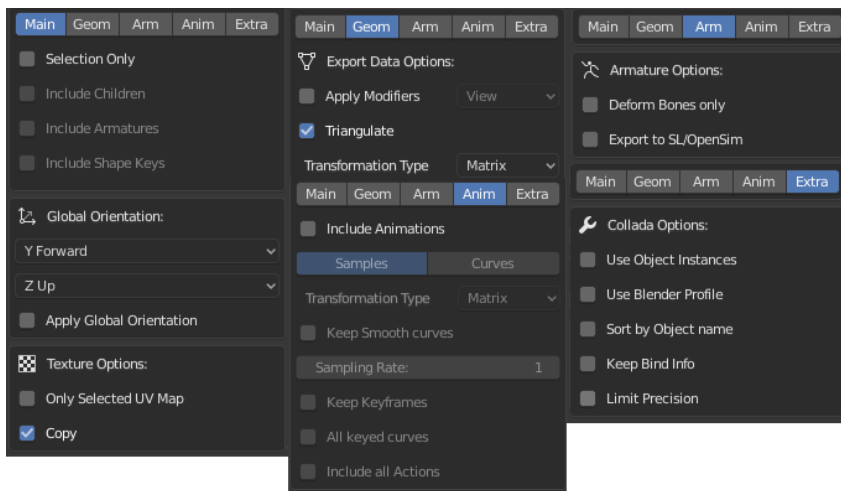 Main Geom Arm Anim Extra
Selection Only
Include Children
Include Armatures
Include Shape Keys
Global Orientation:
Y Forward
Z Up
Apply Global Orientation
Texture Options:
Only Selected UV Map
Copy
Main Geom Arm Anim Extra
Export Data Options:
Apply Modifiers View
Triangulate
Transformation Type Matrix
Main Geom Arm Anim Extra
Include Animations
Samples Curves
Transformation Type Matrix
Keep Smooth curves
Sampling Rate: 1
Keep Keyframes
All keyed curves
Include all Actions
Main Geom Arm Anim Extra
Armature Options:
Deform Bones only
Export to SL/OpenSim
Main Geom Arm Anim Extra
Collada Options:
Use Object Instances
Use Blender Profile
Sort by Object name
Keep Bind Info
Limit Precision